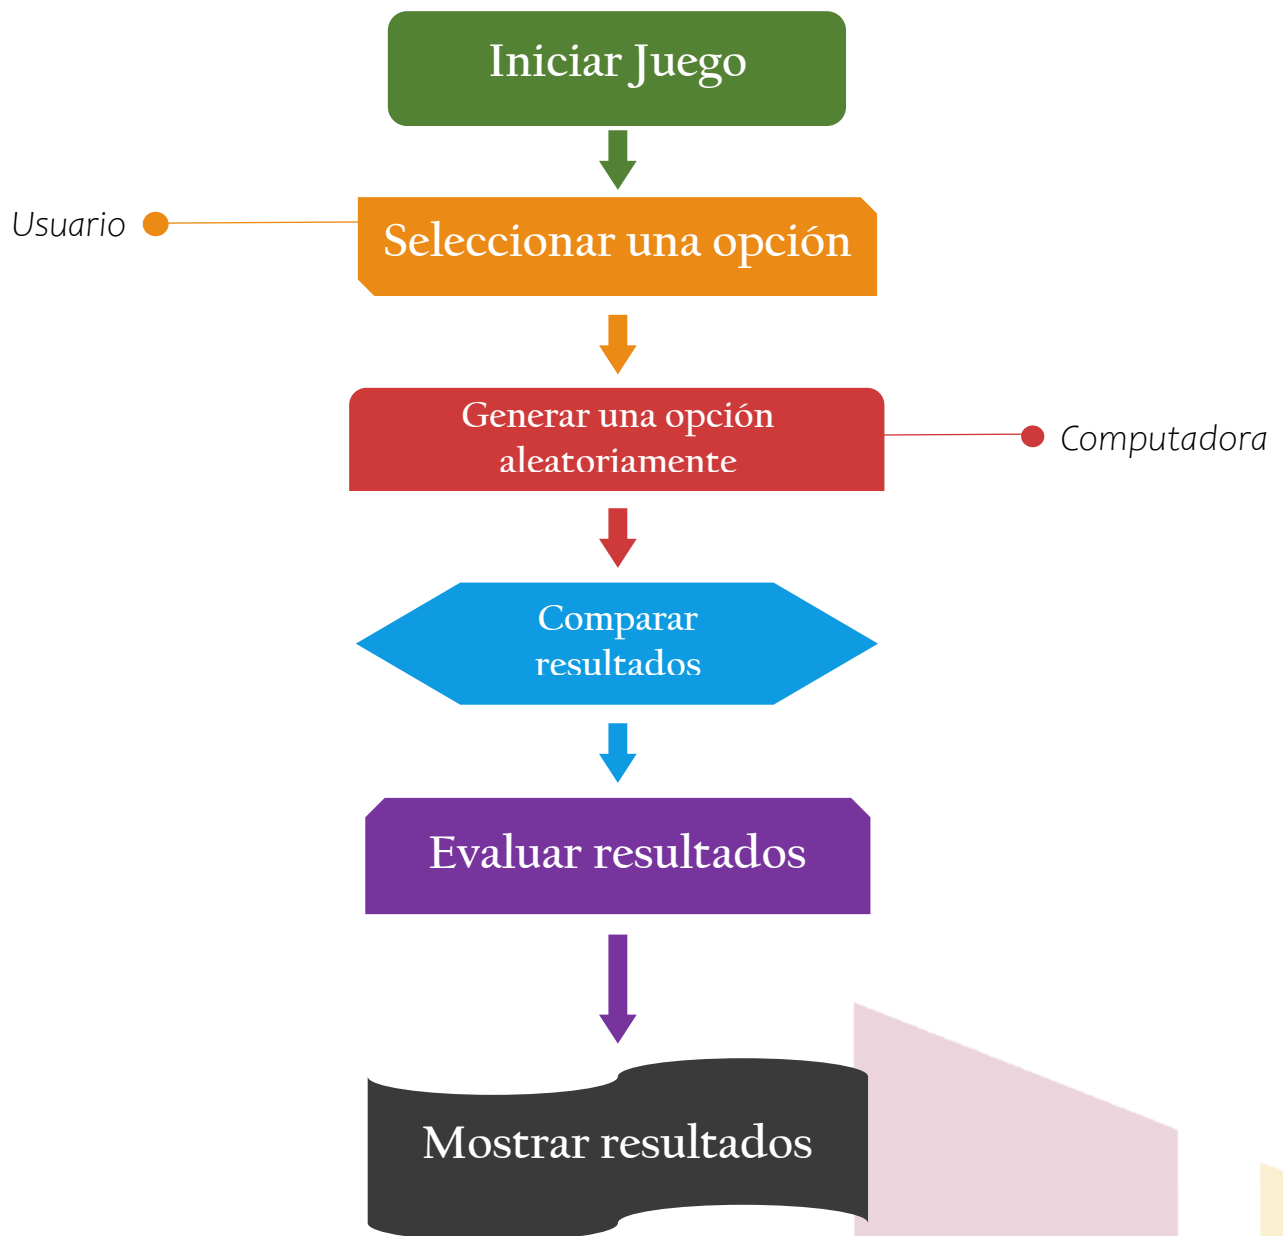 Iniciar Juego
Usuario
Seleccionar una opción
Generar una opción
aleatoriamente
Computadora
Comparar
resultados
Evaluar resultados
Mostrar resultados